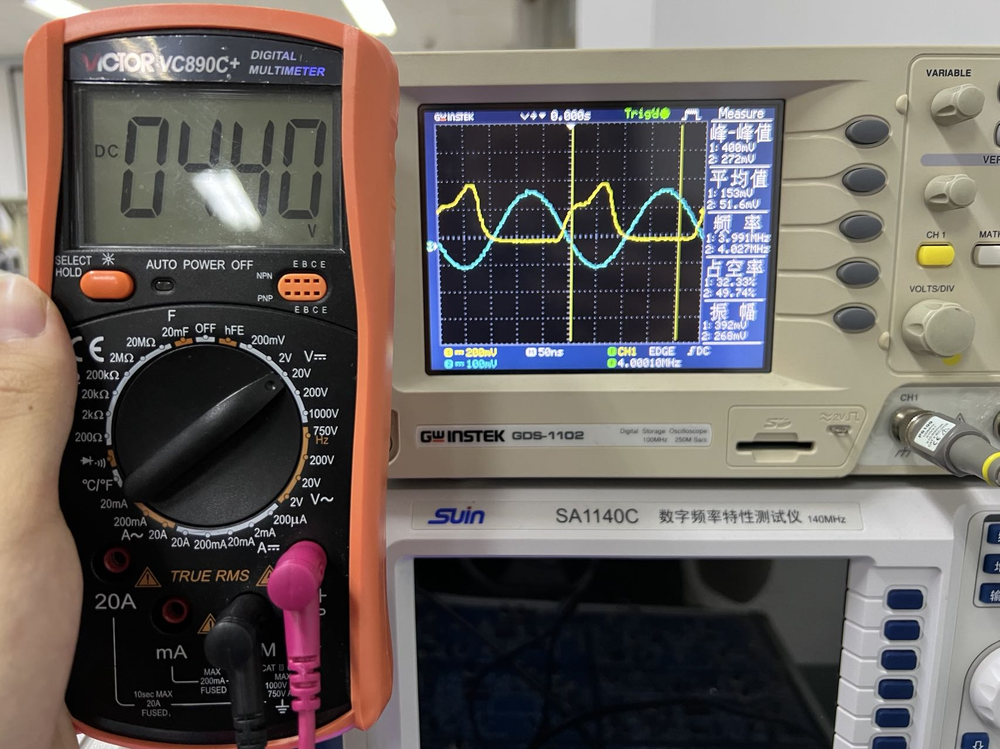 VICTOR VC890C+
DIGITAL
MULTIMETER
DC
0440
V
SELECT
HOLD
AUTO POWER OFF
E B C E
NPN
PNP
E B C E
F
20mF
OFF
hFE
20MΩ
2MΩ
200kΩ
20kΩ
2kΩ
200Ω
°C/°F
20mA
200mA
A~
20A
200mV
2V
V⎓
20V
200V
1000V
750V
Hz
200V
20V
2V
V~
200μA
2mA
20mA
200mA
20A
A⎓
CE
TRUE RMS
20A
mA
MAX
200mA
FUSED
10sec MAX
20A
FUSED
CAT III
MAX
1000V
750V
GW INSTEK
0.000s
Trig'd
Measure
峰-峰值
1: 400mV
2: 272mV
平均值
1: 153mV
2: 51.6mV
频 率
1: 3.991MHz
2: 4.027MHz
占空率
1: 32.33%
2: 49.74%
振 幅
1: 392mV
2: 268mV
1 200mV
50ns
CH1 EDGE DC
2 100mV
4.00010MHz
VARIABLE
CH 1
VOLTS/DIV
CH1
P6100
GW INSTEK GDS-1102
Digital Storage Oscilloscope
100MHz 250M Sa/s
SD
≈2V
Suin
SA1140C 数字频率特性测试仪 140MHz